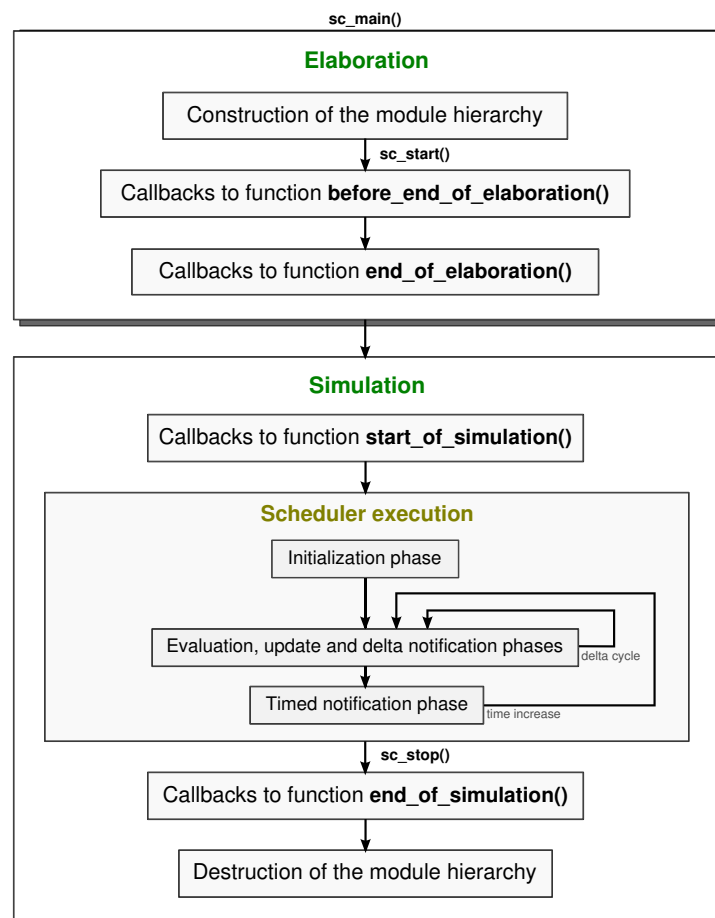 sc_main()
Elaboration
Construction of the module hierarchy
sc_start()
Callbacks to function before_end_of_elaboration()
Callbacks to function end_of_elaboration()
Simulation
Callbacks to function start_of_simulation()
Scheduler execution
Initialization phase
Evaluation, update and delta notification phases
delta cycle
Timed notification phase
time increase
sc_stop()
Callbacks to function end_of_simulation()
Destruction of the module hierarchy